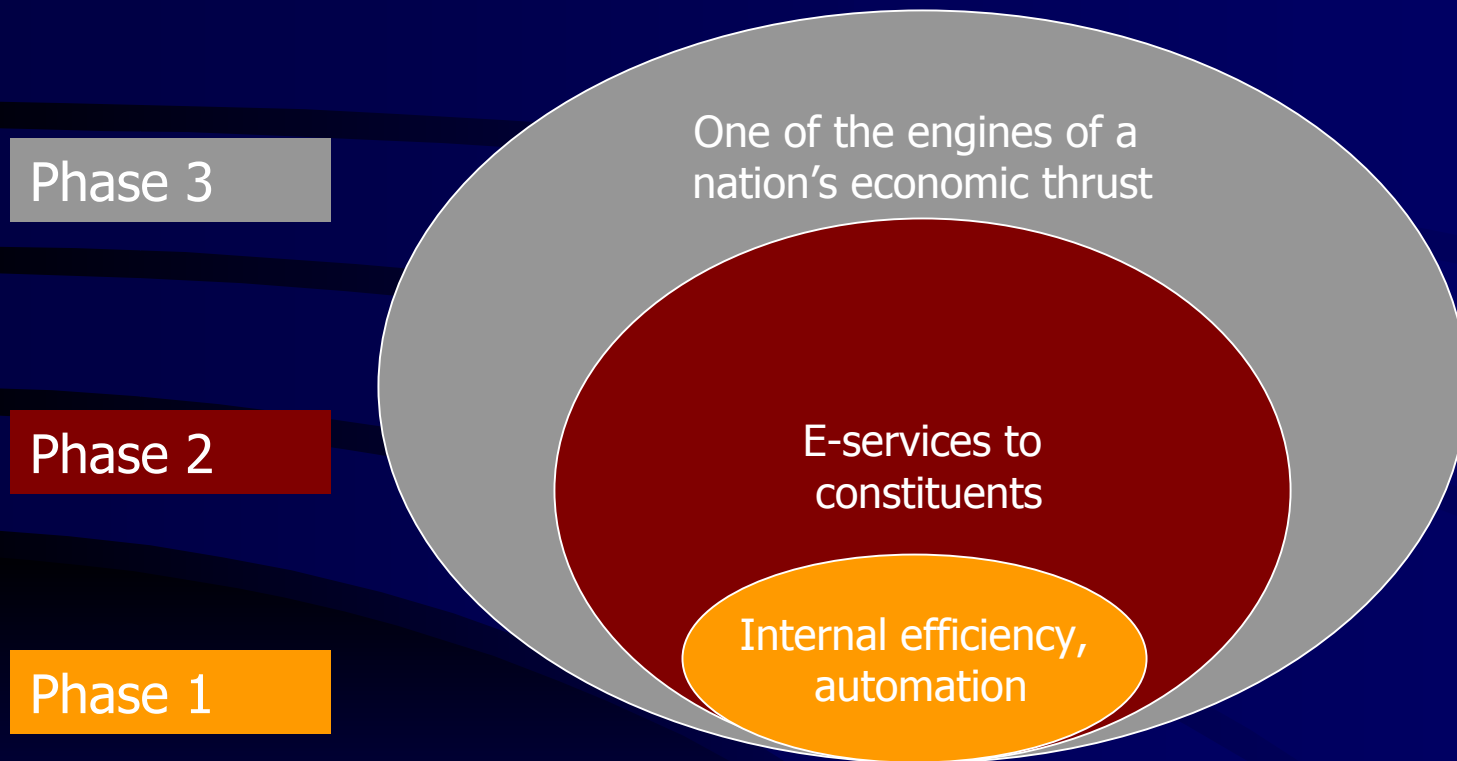 One of the engines of a
nation’s economic thrust
Phase 3
E-services to
constituents
Phase 2
Internal efficiency,
automation
Phase 1